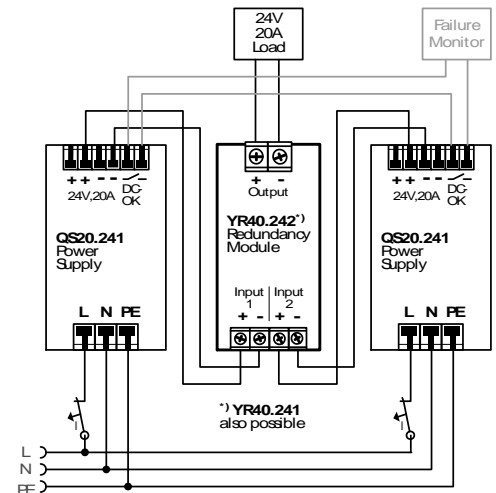 24V
20A
Load
Failure
Monitor
+ + - -
DC-
OK
24V,20A
QS20.241
Power
Supply
L N PE
+ -
Output
YR40.242*)
Redundancy
Module
Input
1
Input
2
+ - + -
+ + - -
DC-
OK
24V,20A
QS20.241
Power
Supply
L N PE
*) YR40.241
also possible
I
I
L
N
PE